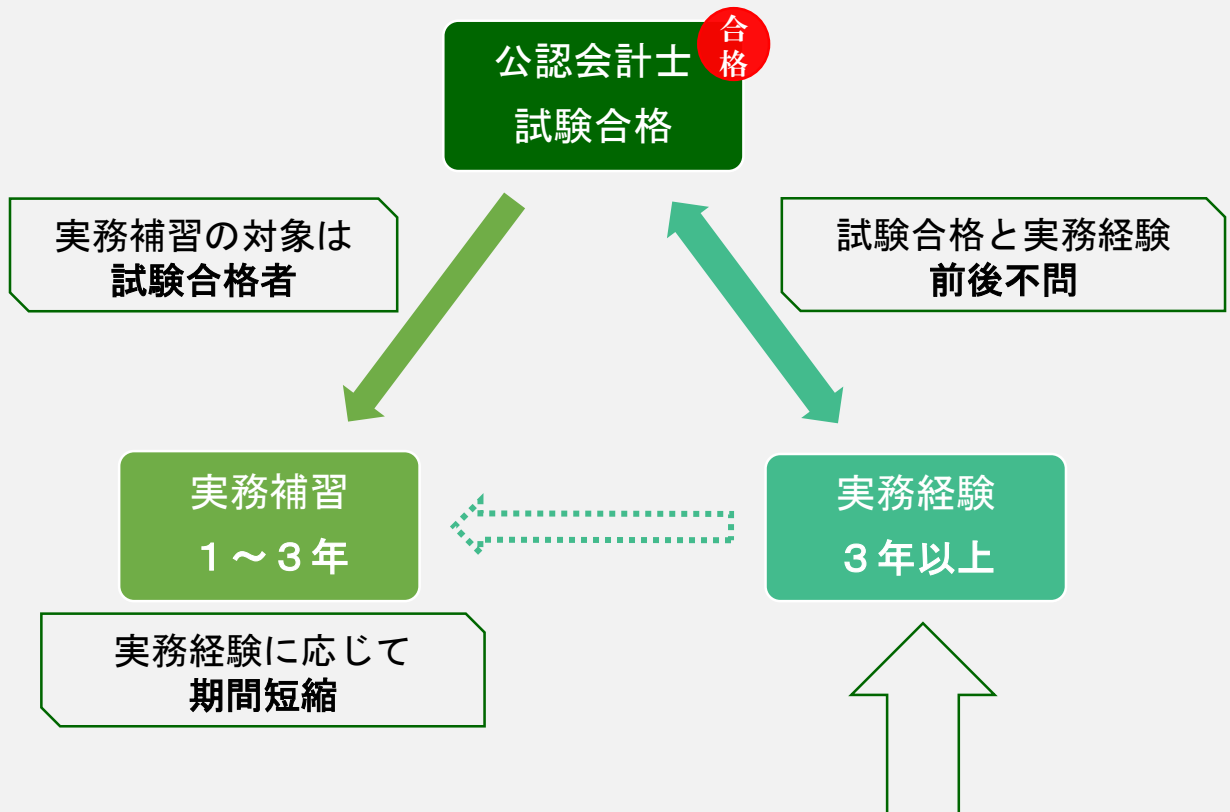 公認会計士
試験合格
合
格
実務補習の対象は
試験合格者
試験合格と実務経験
前後不問
実務補習
１～３年
実務経験
３年以上
実務経験に応じて
期間短縮